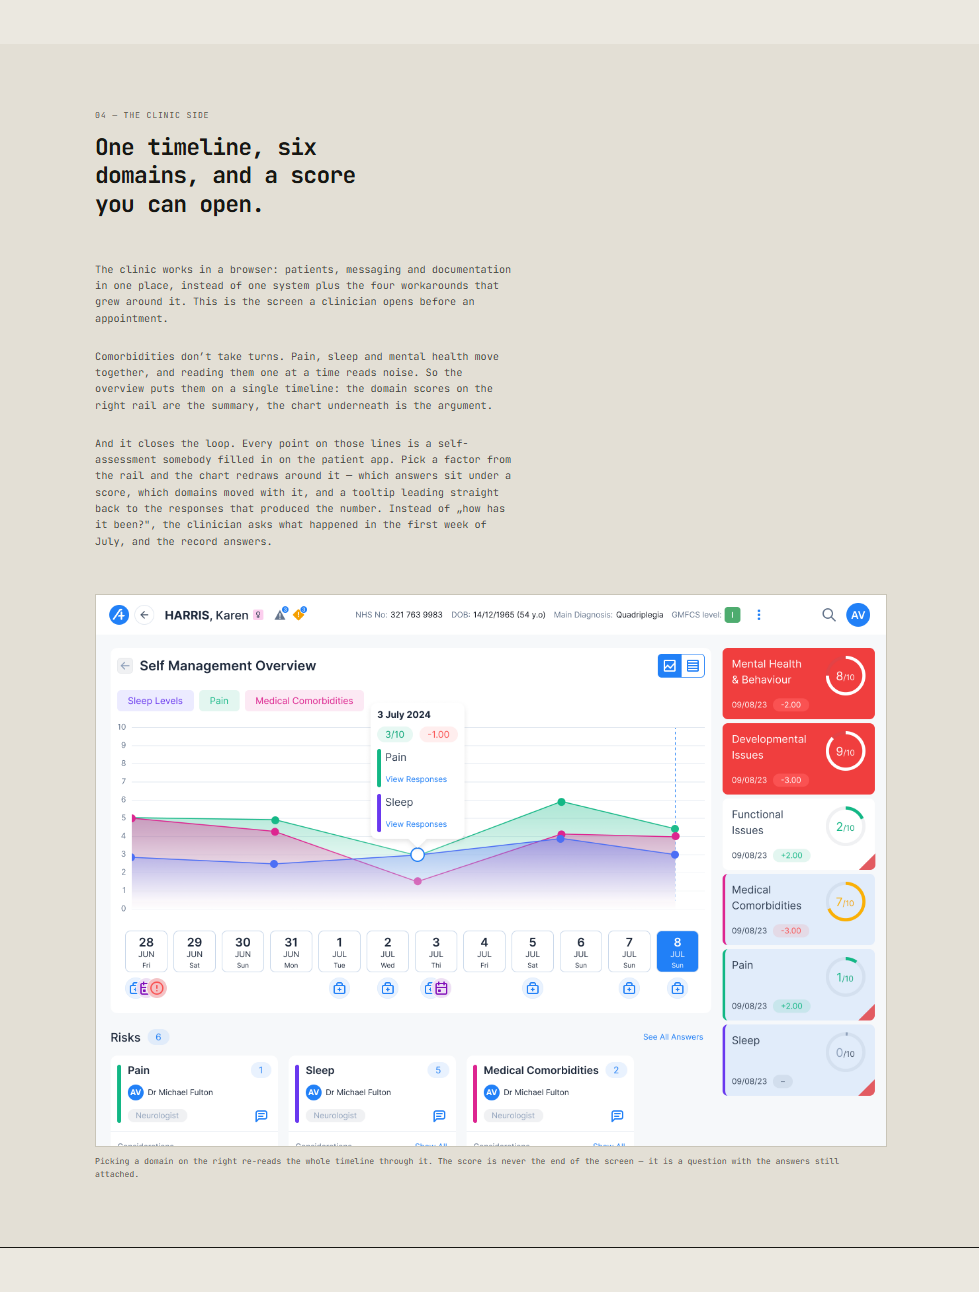 04 — THE CLINIC SIDE
One timeline, six
domains, and a score
you can open.
The clinic works in a browser: patients, messaging and documentation
in one place, instead of one system plus the four workarounds that
grew around it. This is the screen a clinician opens before an
appointment.
Comorbidities don’t take turns. Pain, sleep and mental health move
together, and reading them one at a time reads noise. So the
overview puts them on a single timeline: the domain scores on the
right rail are the summary, the chart underneath is the argument.
And it closes the loop. Every point on those lines is a self-
assessment somebody filled in on the patient app. Pick a factor from
the rail and the chart redraws around it — which answers sit under a
score, which domains moved with it, and a tooltip leading straight
back to the responses that produced the number. Instead of „how has
it been?", the clinician asks what happened in the first week of
July, and the record answers.
HARRIS, Karen
NHS No: 321 763 9983 DOB: 14/12/1965 (54 y.o) Main Diagnosis: Quadriplegia GMFCS level: I
AV
Self Management Overview
Sleep Levels Pain Medical Comorbidities
3 July 2024
3/10 -1.00
Pain
View Responses
Sleep
View Responses
10
9
8
7
6
5
4
3
2
1
0
28 29 30 31 1 2 3 4 5 6 7 8
JUN JUN JUN JUN JUL JUL JUL JUL JUL JUL JUL JUL
Fri Sat Sun Mon Tue Wed Thi Fri Sat Sun Sun Sun
Mental Health
& Behaviour
8/10
09/08/23 -2.00
Developmental
Issues
9/10
09/08/23 -3.00
Functional
Issues
2/10
09/08/23 +2.00
Medical
Comorbidities
7/10
09/08/23 -3.00
Pain
1/10
09/08/23 +2.00
Sleep
0/10
09/08/23 –
Risks 6
See All Answers
Pain 1
AV Dr Michael Fulton
Neurologist
Sleep 5
AV Dr Michael Fulton
Neurologist
Medical Comorbidities 2
AV Dr Michael Fulton
Neurologist
Picking a domain on the right re-reads the whole timeline through it. The score is never the end of the screen — it is a question with the answers still
attached.